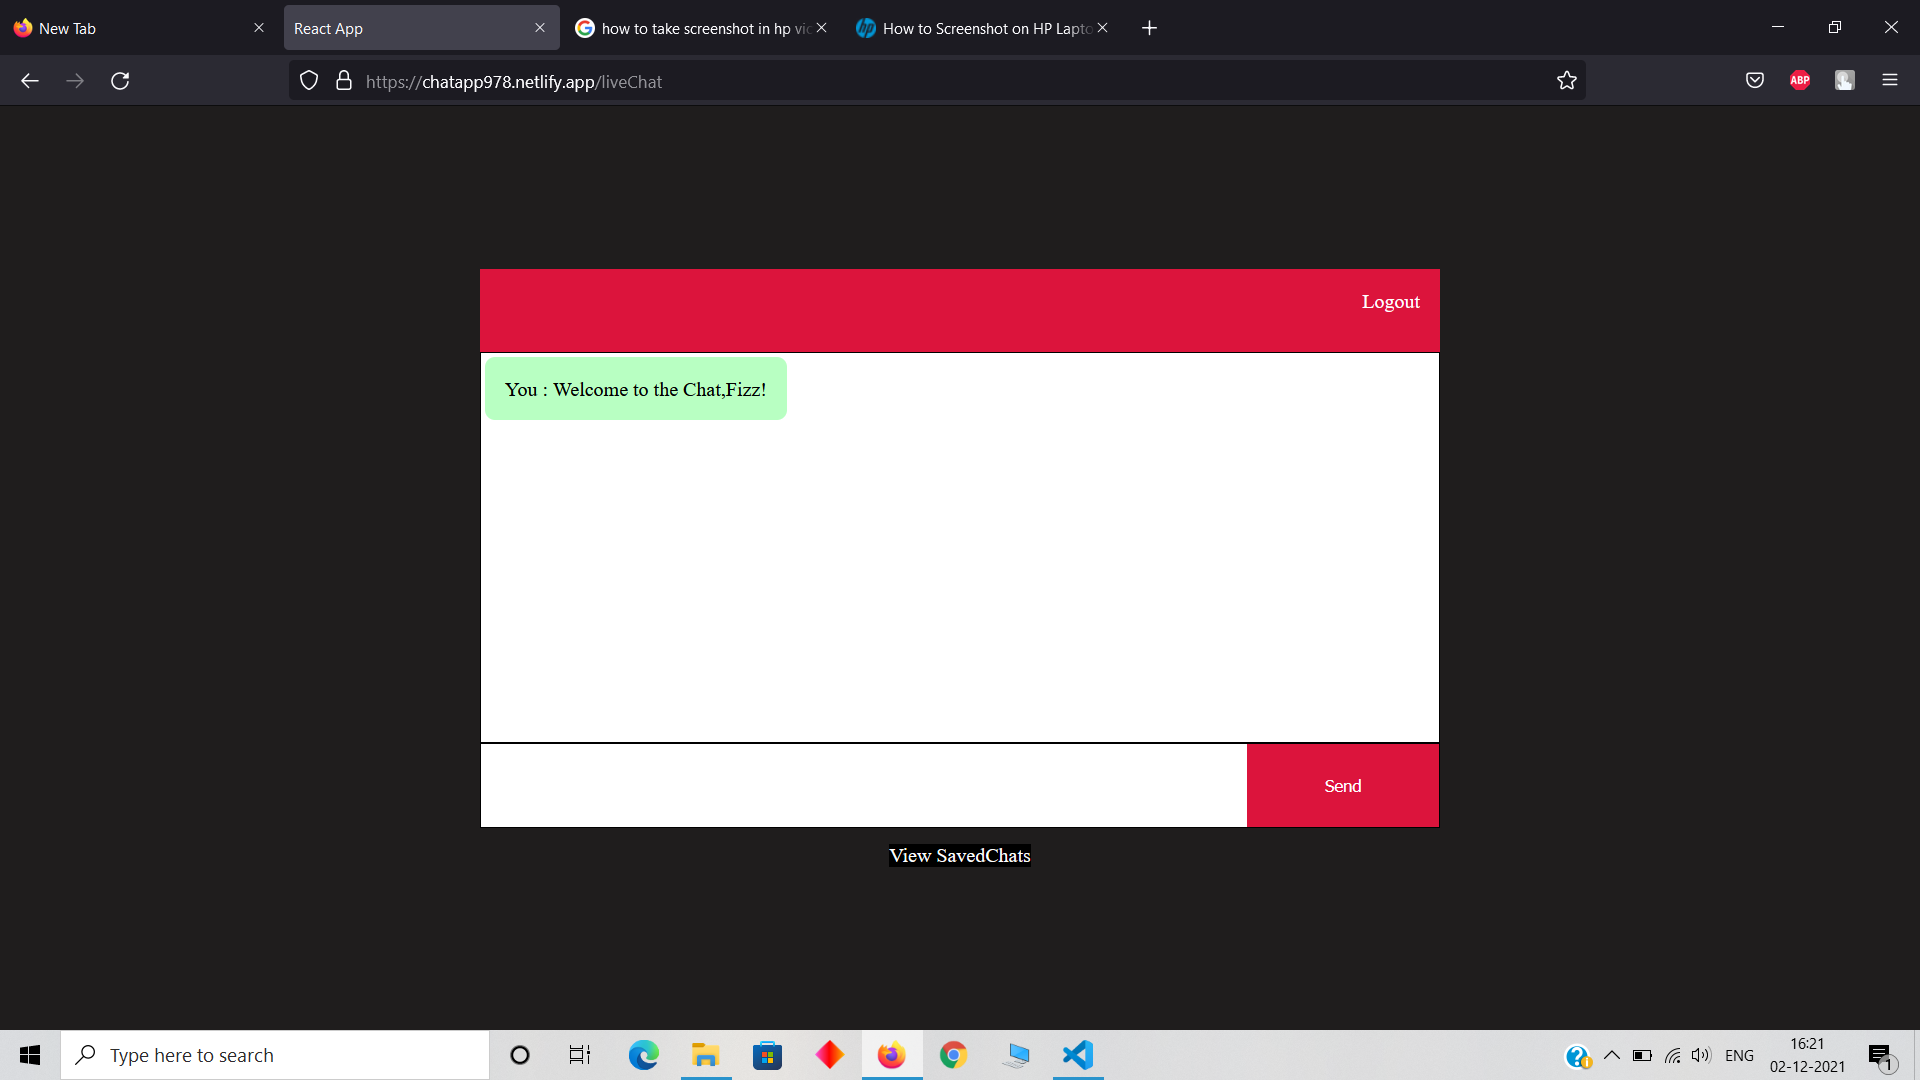 New Tab
React App
how to take screenshot in hp vic
How to Screenshot on HP Lapto
https://chatapp978.netlify.app/liveChat
ABP
Logout
You : Welcome to the Chat,Fizz!
Send
View SavedChats
Type here to search
ENG
16:21
02-12-2021
1